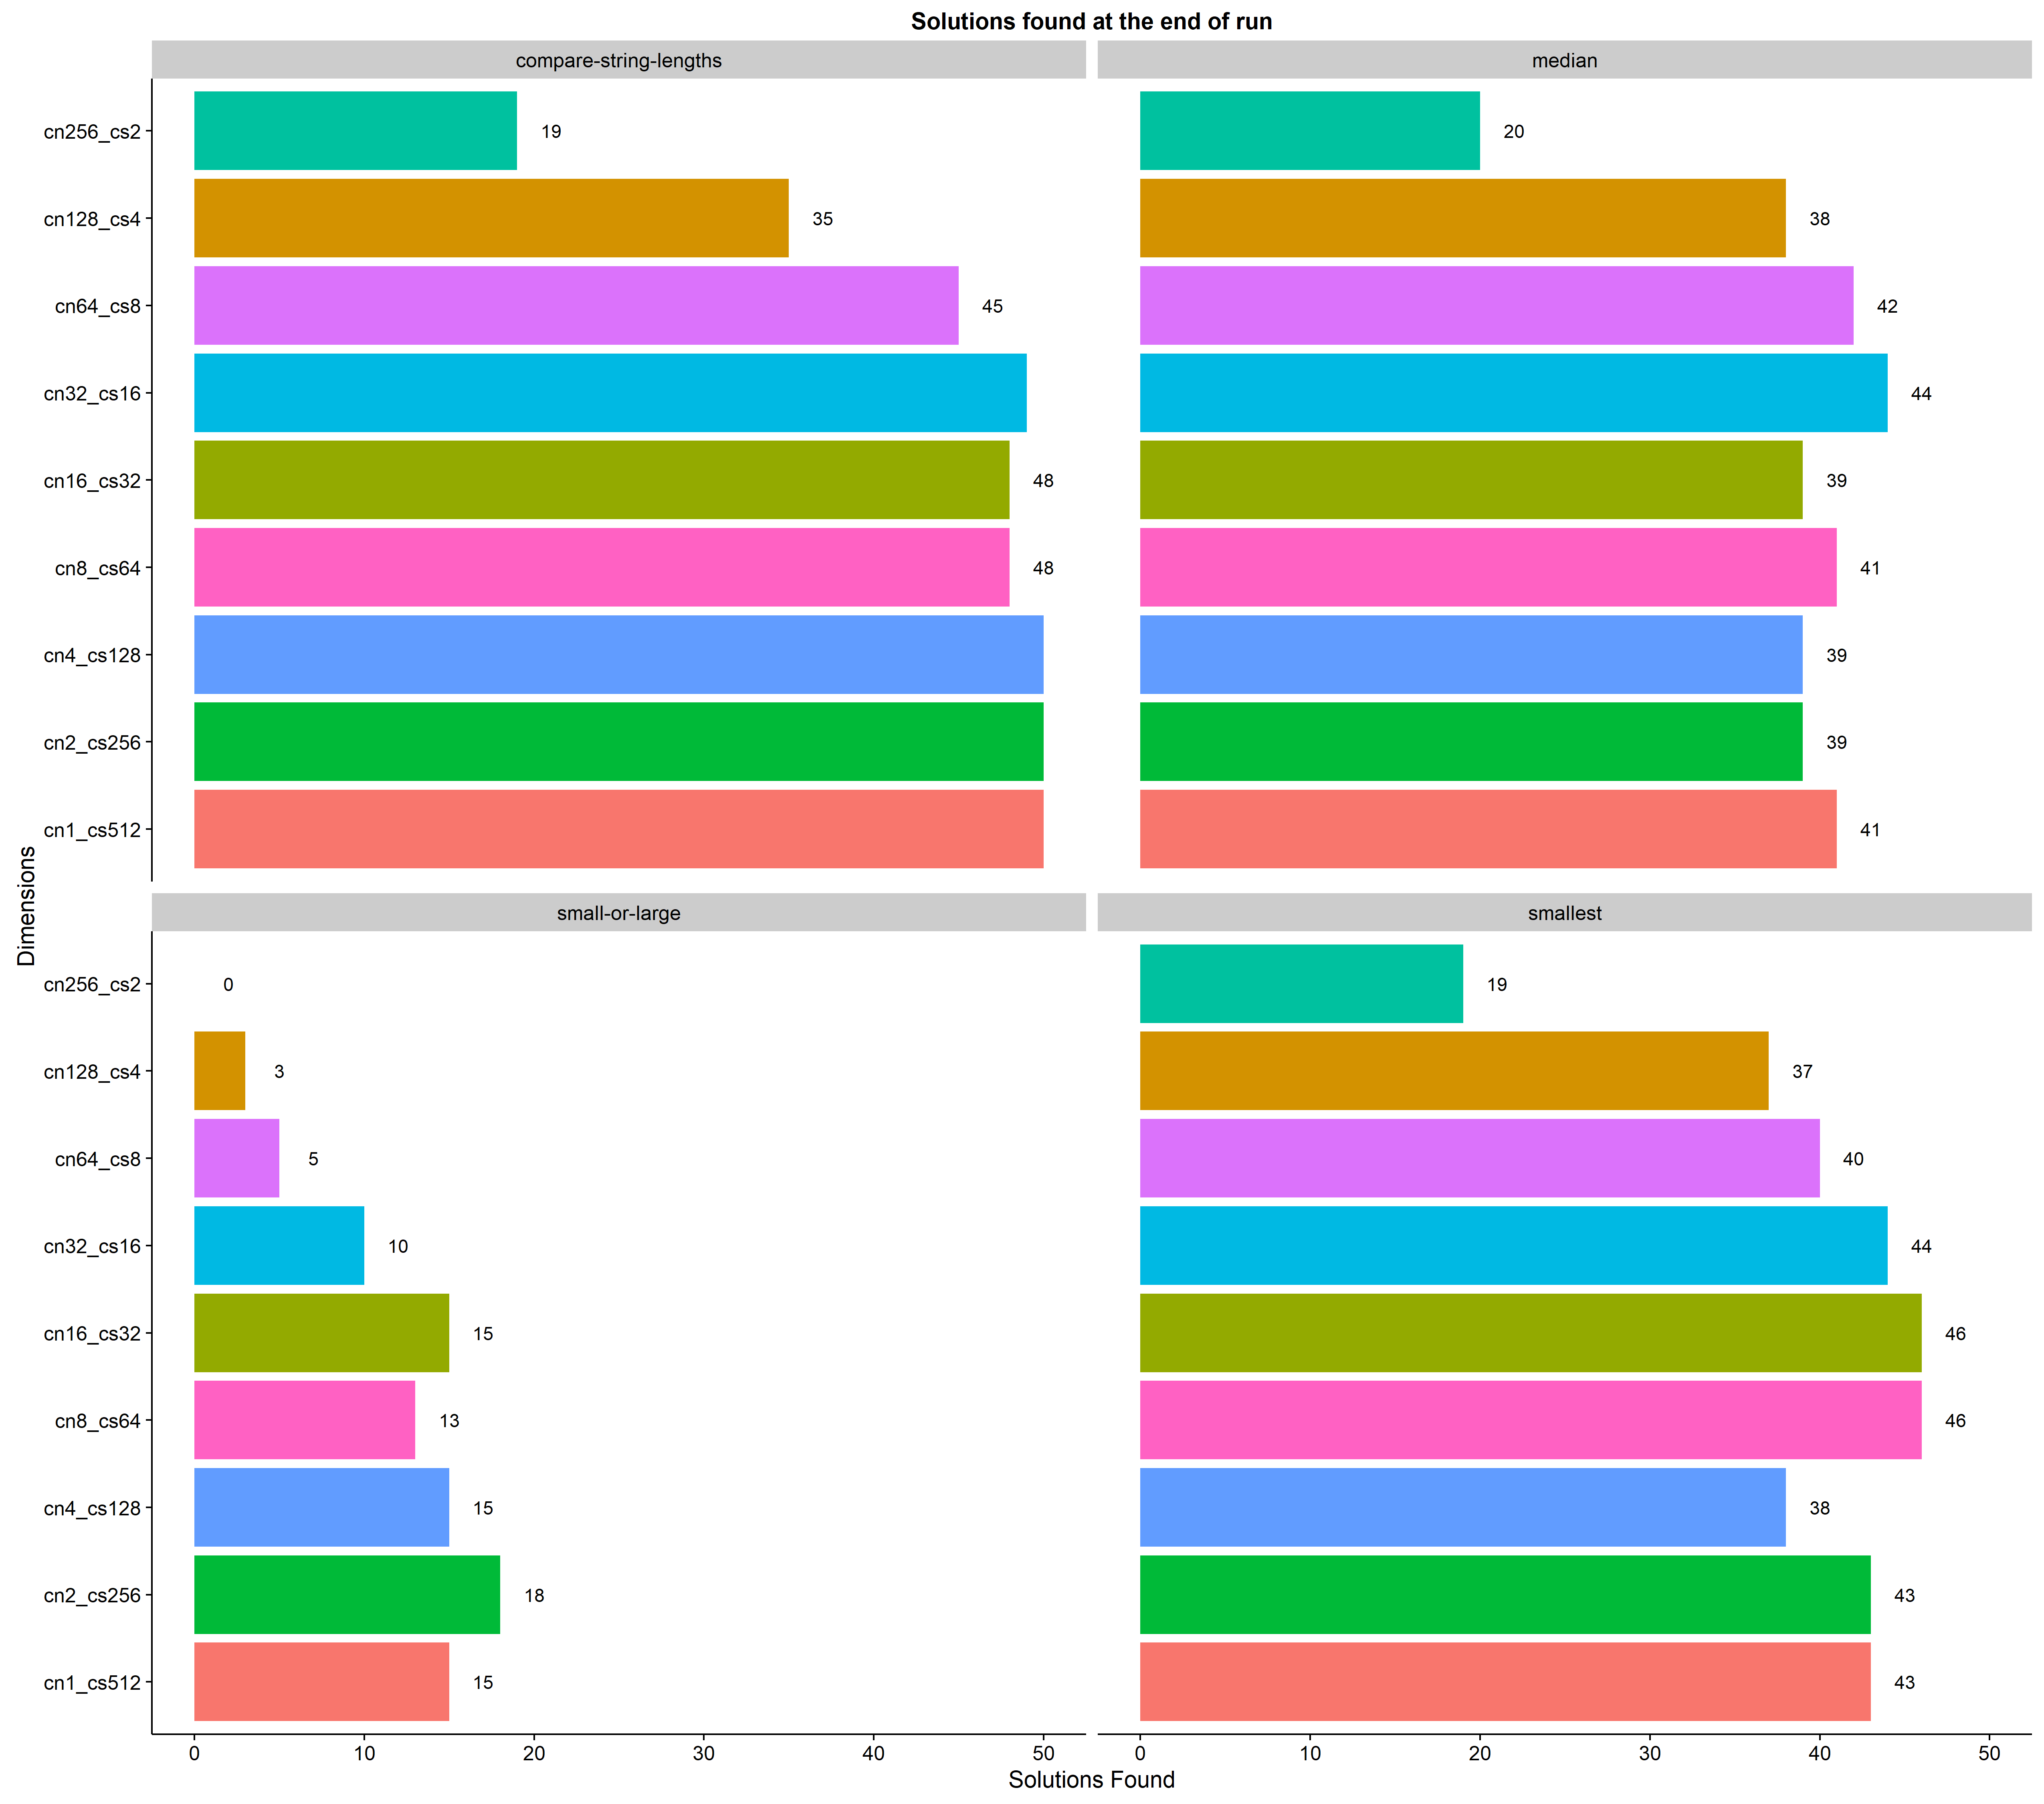 Solutions found at the end of run
compare-string-lengths
cn256_cs2 19
cn128_cs4 35
cn64_cs8 45
cn32_cs16
cn16_cs32 48
cn8_cs64 48
cn4_cs128
cn2_cs256
cn1_cs512
median
20
38
42
44
39
41
39
39
41
Dimensions
small-or-large
cn256_cs2 0
cn128_cs4 3
cn64_cs8 5
cn32_cs16 10
cn16_cs32 15
cn8_cs64 13
cn4_cs128 15
cn2_cs256 18
cn1_cs512 15
0 10 20 30 40 50
smallest
19
37
40
44
46
46
38
43
43
0 10 20 30 40 50
Solutions Found